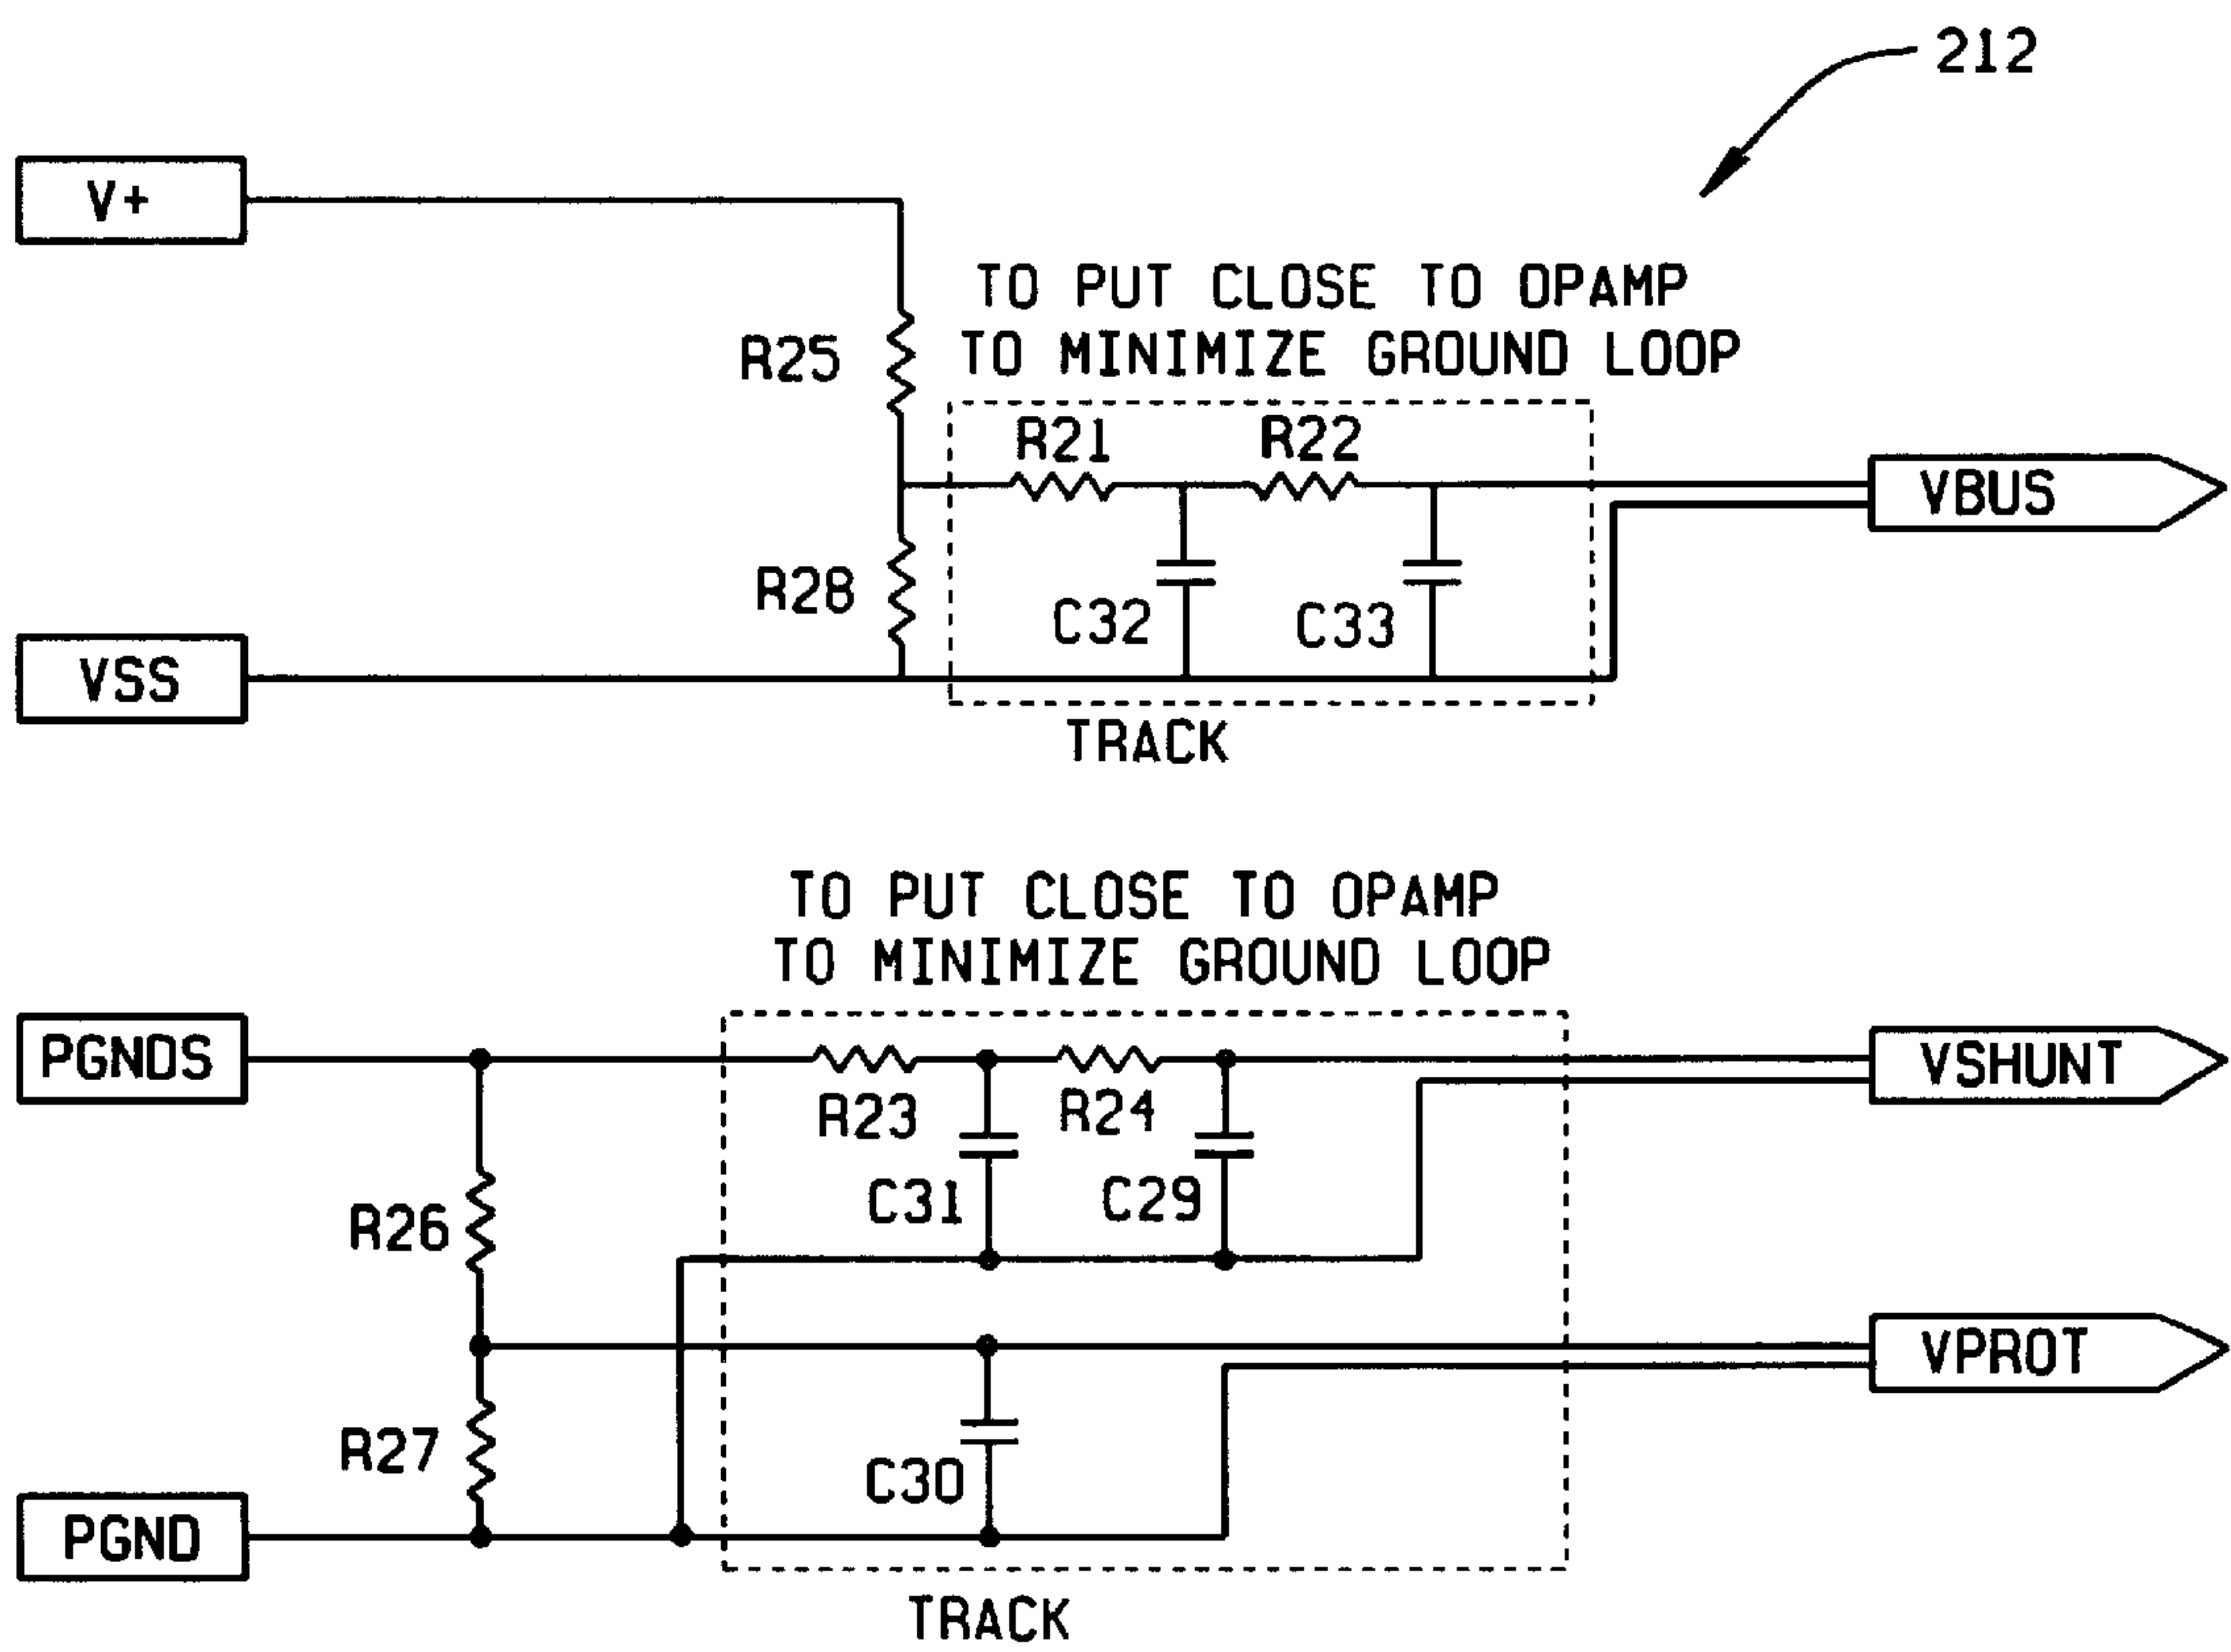 212
V+
TO PUT CLOSE TO OPAMP
TO MINIMIZE GROUND LOOP
R25
R21
R22
VBUS
R28
C32
C33
VSS
TRACK
TO PUT CLOSE TO OPAMP
TO MINIMIZE GROUND LOOP
PGNDS
VSHUNT
R23
R24
C31
C29
R26
VPROT
R27
C30
PGND
TRACK